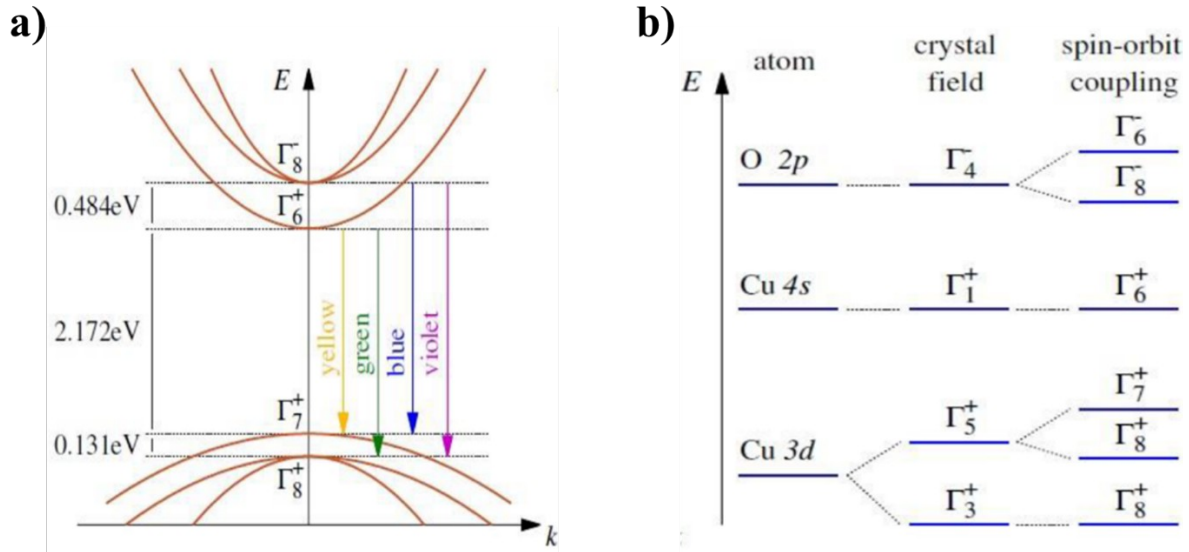 a)
E
Γ₈⁻
0.484eV
Γ₆⁺
2.172eV
yellow
green
blue
violet
Γ₇⁺
0.131eV
Γ₈⁺
k
b)
E
atom
crystal
field
spin-orbit
coupling
O 2p
Γ₄⁻
Γ₆⁻
Γ₈⁻
Cu 4s
Γ₁⁺
Γ₆⁺
Cu 3d
Γ₅⁺
Γ₃⁺
Γ₇⁺
Γ₈⁺
Γ₈⁺